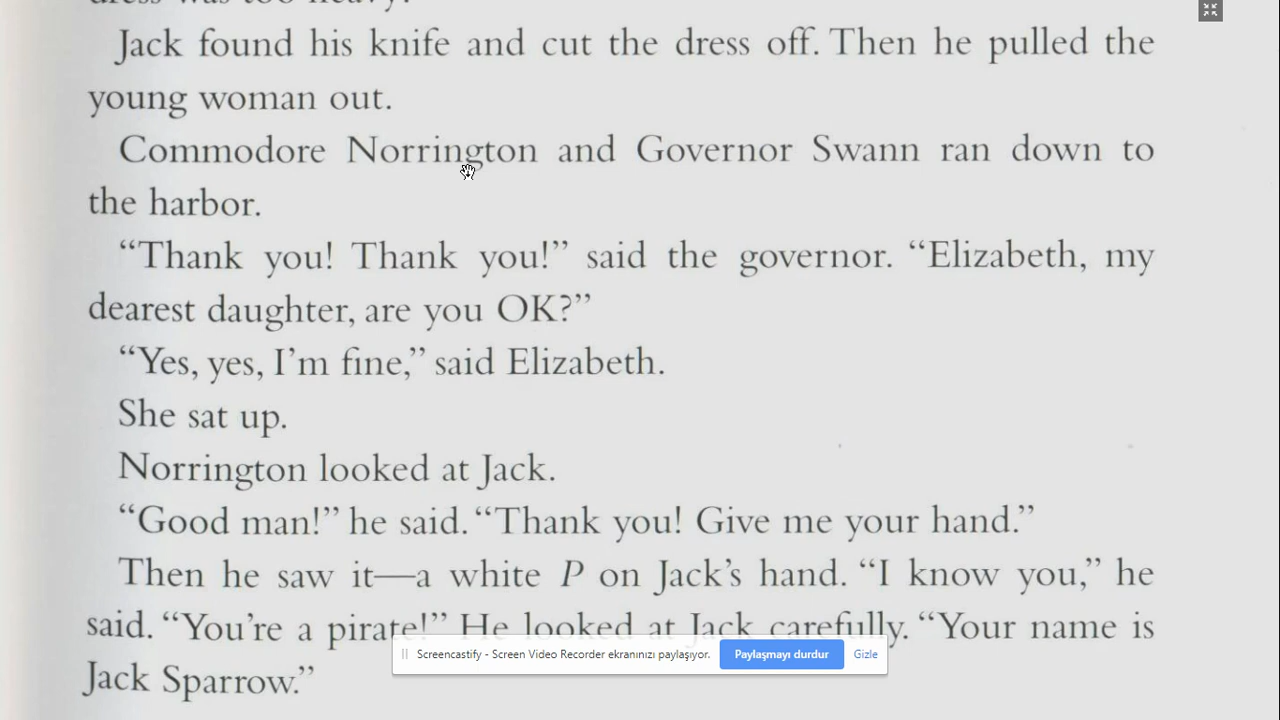 dress was too heavy.
Jack found his knife and cut the dress off. Then he pulled the
young woman out.
Commodore Norrington and Governor Swann ran down to
the harbor.
“Thank you! Thank you!” said the governor. “Elizabeth, my
dearest daughter, are you OK?”
“Yes, yes, I’m fine,” said Elizabeth.
She sat up.
Norrington looked at Jack.
“Good man!” he said. “Thank you! Give me your hand.”
Then he saw it—a white P on Jack’s hand. “I know you,” he
said. “You’re a pirate!” He looked at Jack carefully. “Your name is
Jack Sparrow.”
Screencastify - Screen Video Recorder ekranınızı paylaşıyor. Paylaşmayı durdur Gizle